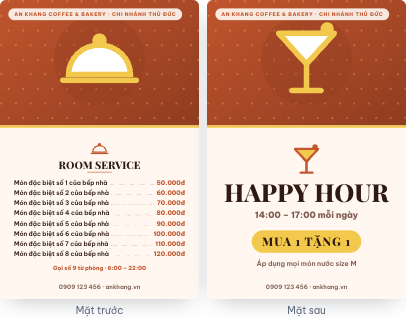 AN KHANG COFFEE & BAKERY · CHI NHÁNH THỦ ĐỨC
ROOM SERVICE
Món đặc biệt số 1 của bếp nhà 50.000đ
Món đặc biệt số 2 của bếp nhà 60.000đ
Món đặc biệt số 3 của bếp nhà 70.000đ
Món đặc biệt số 4 của bếp nhà 80.000đ
Món đặc biệt số 5 của bếp nhà 90.000đ
Món đặc biệt số 6 của bếp nhà 100.000đ
Món đặc biệt số 7 của bếp nhà 110.000đ
Món đặc biệt số 8 của bếp nhà 120.000đ
Gọi số 9 từ phòng · 6:00 – 22:00
0909 123 456 · ankhang.vn
Mặt trước
AN KHANG COFFEE & BAKERY · CHI NHÁNH THỦ ĐỨC
HAPPY HOUR
14:00 – 17:00 mỗi ngày
MUA 1 TẶNG 1
Áp dụng mọi món nước size M
0909 123 456 · ankhang.vn
Mặt sau